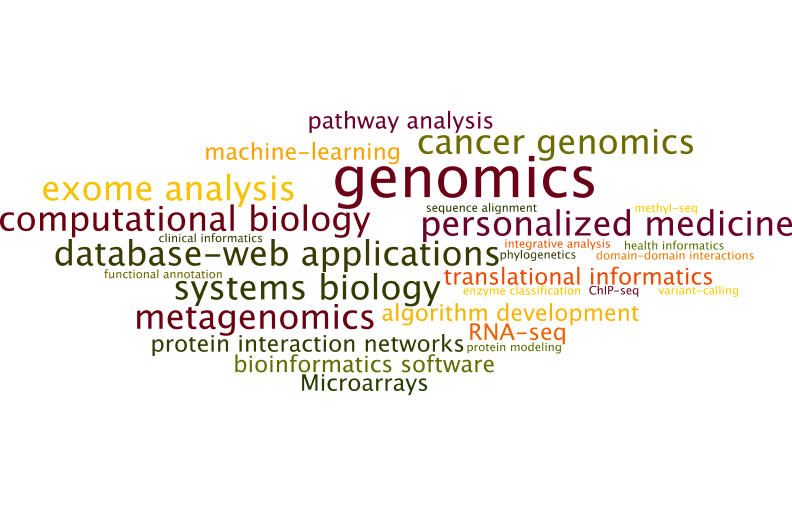 pathway analysis
cancer genomics
machine-learning
genomics
exome analysis
sequence alignment
methyl-seq
computational biology
personalized medicine
clinical informatics
integrative analysis
health informatics
database-web applications
phylogenetics
domain-domain interactions
functional annotation
translational informatics
systems biology
enzyme classification
ChIP-seq
variant-calling
metagenomics
algorithm development
RNA-seq
protein interaction networks
protein modeling
bioinformatics software
Microarrays